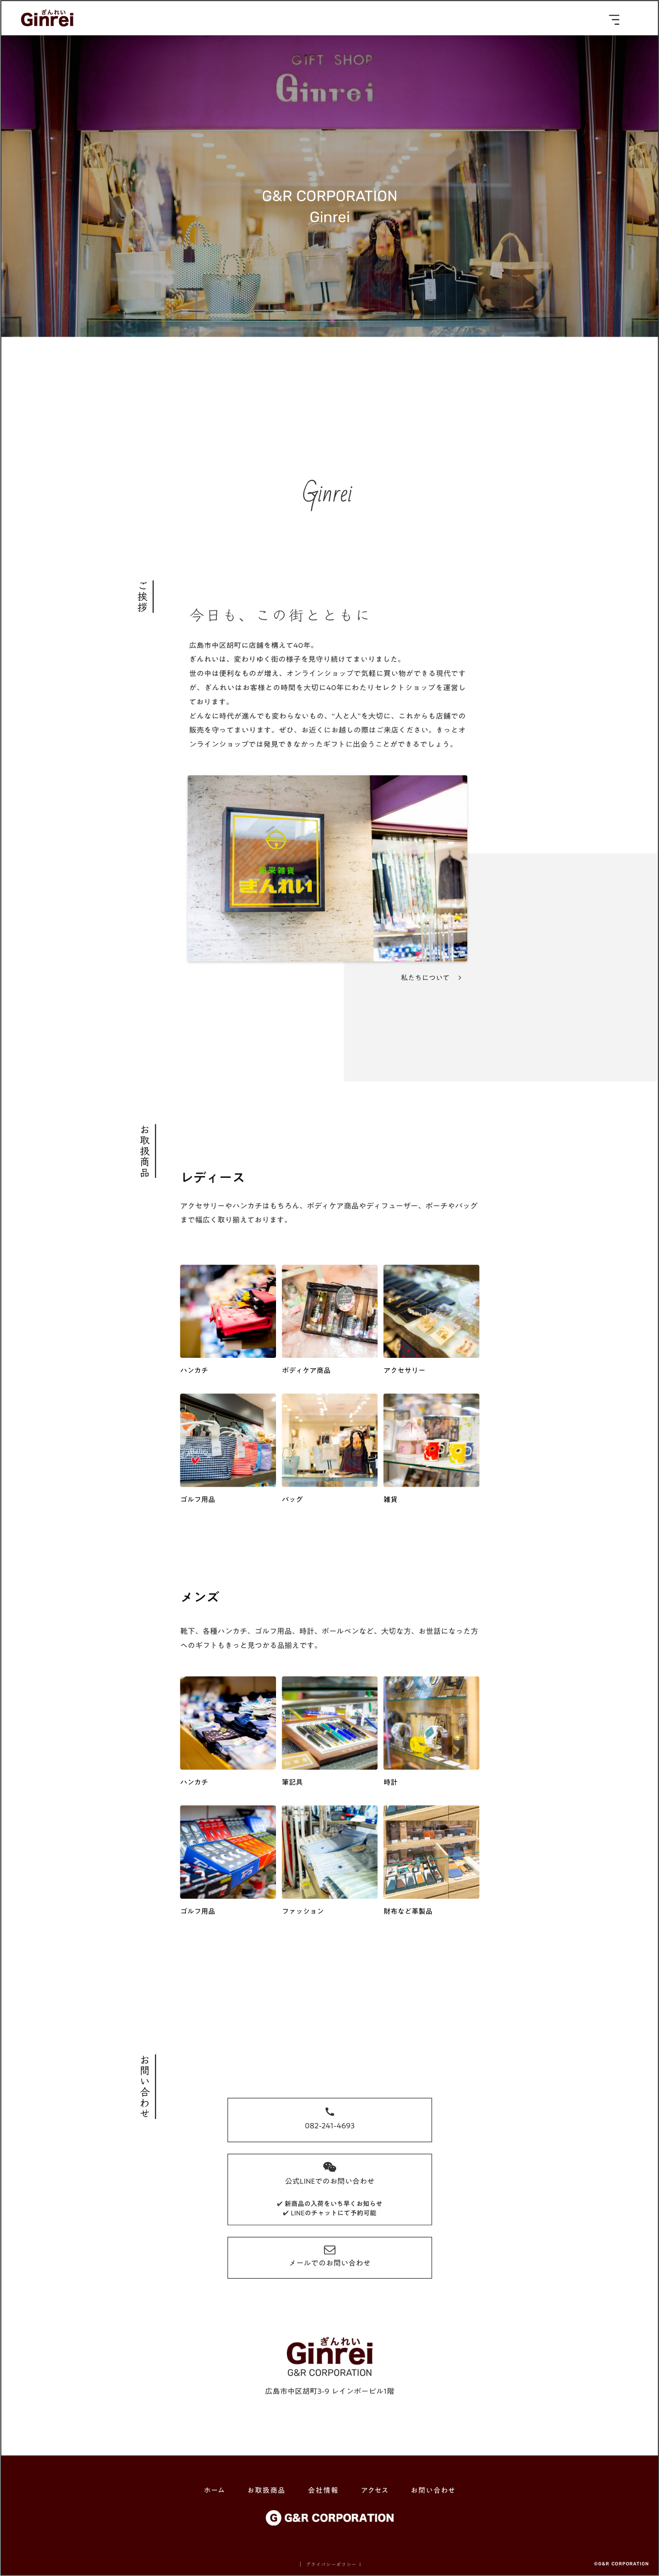 ぎんれい
Ginrei
GIFT SHOP
Ginrei
G&R CORPORATION
Ginrei
Ginrei
ご挨拶
今日も、この街とともに
広島市中区胡町に店舗を構えて40年。
ぎんれいは、変わりゆく街の様子を見守り続けてまいりました。
世の中は便利なものが増え、オンラインショップで気軽に買い物ができる現代です
が、ぎんれいはお客様との時間を大切に40年にわたりセレクトショップを運営し
ております。
どんなに時代が進んでも変わらないもの、“人と人”を大切に、これからも店舗での
販売を守ってまいります。ぜひ、お近くにお越しの際はご来店ください。きっとオ
ンラインショップでは発見できなかったギフトに出会うことができるでしょう。
舶来雑貨
ぎんれい
私たちについて >
お取扱商品
レディース
アクセサリーやハンカチはもちろん、ボディケア商品やディフューザー、ポーチやバッグ
まで幅広く取り揃えております。
ハンカチ
ボディケア商品
アクセサリー
ゴルフ用品
バッグ
雑貨
メンズ
靴下、各種ハンカチ、ゴルフ用品、時計、ボールペンなど、大切な方、お世話になった方
へのギフトもきっと見つかる品揃えです。
ハンカチ
筆記具
時計
ゴルフ用品
ファッション
財布など革製品
お問い合わせ
082-241-4693
公式LINEでのお問い合わせ
✔ 新商品の入荷をいち早くお知らせ
✔ LINEのチャットにて予約可能
メールでのお問い合わせ
ぎんれい
Ginrei
G&R CORPORATION
広島市中区胡町3-9 レインボービル1階
ホーム お取扱商品 会社情報 アクセス お問い合わせ
G G&R CORPORATION
| プライバシーポリシー |
©G&R CORPORATION